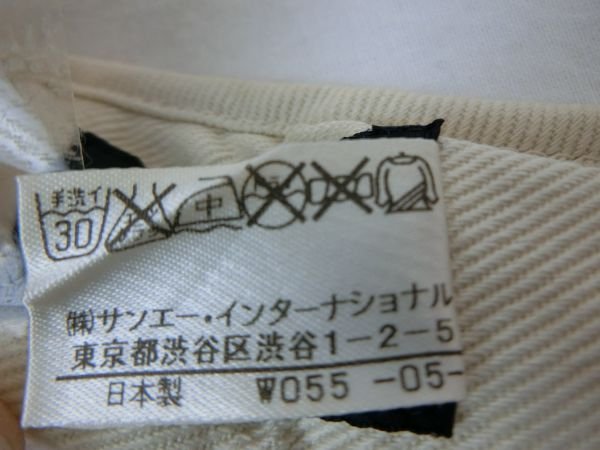 手洗イ
30 中
㈱サンエー・インターナショナル
東京都渋谷区渋谷1-2-5
日本製 W055 -05-